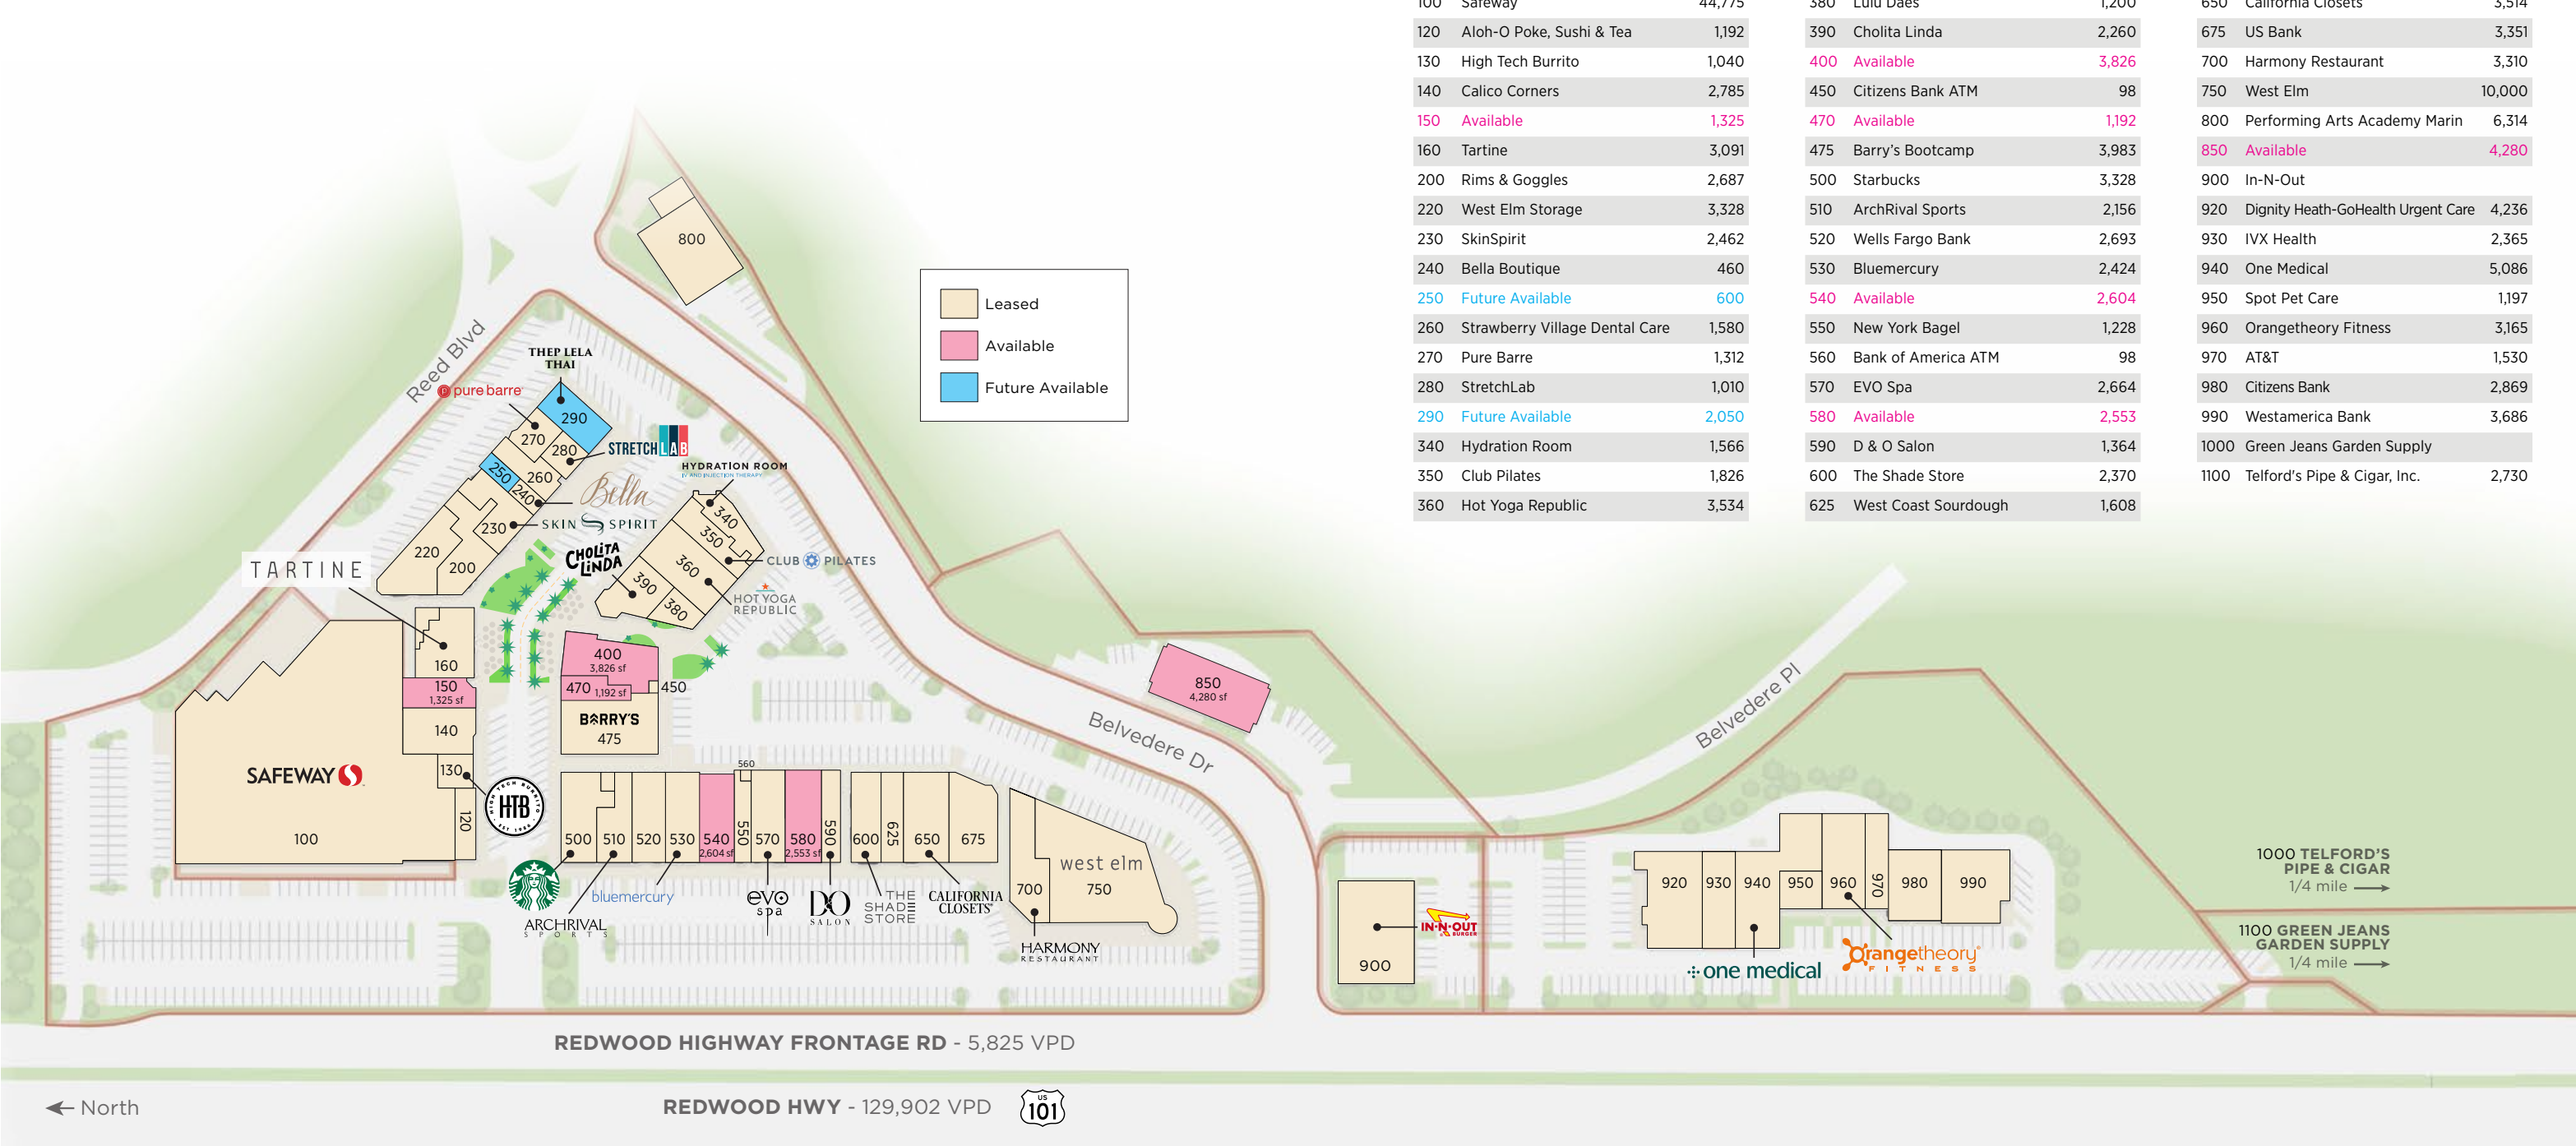 100 Safeway 44,775
120 Aloh-O Poke, Sushi & Tea 1,192
130 High Tech Burrito 1,040
140 Calico Corners 2,785
150 Available 1,325
160 Tartine 3,091
200 Rims & Goggles 2,687
220 West Elm Storage 3,328
230 SkinSpirit 2,462
240 Bella Boutique 460
250 Future Available 600
260 Strawberry Village Dental Care 1,580
270 Pure Barre 1,312
280 StretchLab 1,010
290 Future Available 2,050
340 Hydration Room 1,566
350 Club Pilates 1,826
360 Hot Yoga Republic 3,534
380 Lulu Daes 1,200
390 Cholita Linda 2,260
400 Available 3,826
450 Citizens Bank ATM 98
470 Available 1,192
475 Barry's Bootcamp 3,983
500 Starbucks 3,328
510 ArchRival Sports 2,156
520 Wells Fargo Bank 2,693
530 Bluemercury 2,424
540 Available 2,604
550 New York Bagel 1,228
560 Bank of America ATM 98
570 EVO Spa 2,664
580 Available 2,553
590 D & O Salon 1,364
600 The Shade Store 2,370
625 West Coast Sourdough 1,608
650 California Closets 3,514
675 US Bank 3,351
700 Harmony Restaurant 3,310
750 West Elm 10,000
800 Performing Arts Academy Marin 6,314
850 Available 4,280
900 In-N-Out
920 Dignity Heath-GoHealth Urgent Care 4,236
930 IVX Health 2,365
940 One Medical 5,086
950 Spot Pet Care 1,197
960 Orangetheory Fitness 3,165
970 AT&T 1,530
980 Citizens Bank 2,869
990 Westamerica Bank 3,686
1000 Green Jeans Garden Supply
1100 Telford's Pipe & Cigar, Inc. 2,730
Leased
Available
Future Available
800
Reed Blvd
THEP LELA
THAI
pure barre
290
270
280
STRETCHLAB
250
260
240
Bella
230
SKIN SPIRIT
220
200
HYDRATION ROOM
IV AND INJECTION THERAPY
340
350
CLUB PILATES
360
HOT YOGA
REPUBLIC
CHOLITA
LINDA
390
380
TARTINE
160
150
1,325 sf
140
130
HIGH TECH BURRITO
HTB
EST 1986
120
SAFEWAY
100
400
3,826 sf
470 1,192 sf
450
BARRY'S
475
850
4,280 sf
Belvedere Dr
Belvedere Pl
560
500
510
520
530
540
2,604 sf
550
570
580
2,553 sf
590
600
625
650
675
ARCHRIVAL
SPORTS
bluemercury
evo
spa
DO
SALON
THE
SHADE
STORE
CALIFORNIA
CLOSETS
west elm
700
750
HARMONY
RESTAURANT
IN-N-OUT
BURGER
900
920
930
940
950
960
970
980
990
one medical
Orangetheory
FITNESS
1000 TELFORD'S
PIPE & CIGAR
1/4 mile
1100 GREEN JEANS
GARDEN SUPPLY
1/4 mile
REDWOOD HIGHWAY FRONTAGE RD - 5,825 VPD
North
REDWOOD HWY - 129,902 VPD
US
101